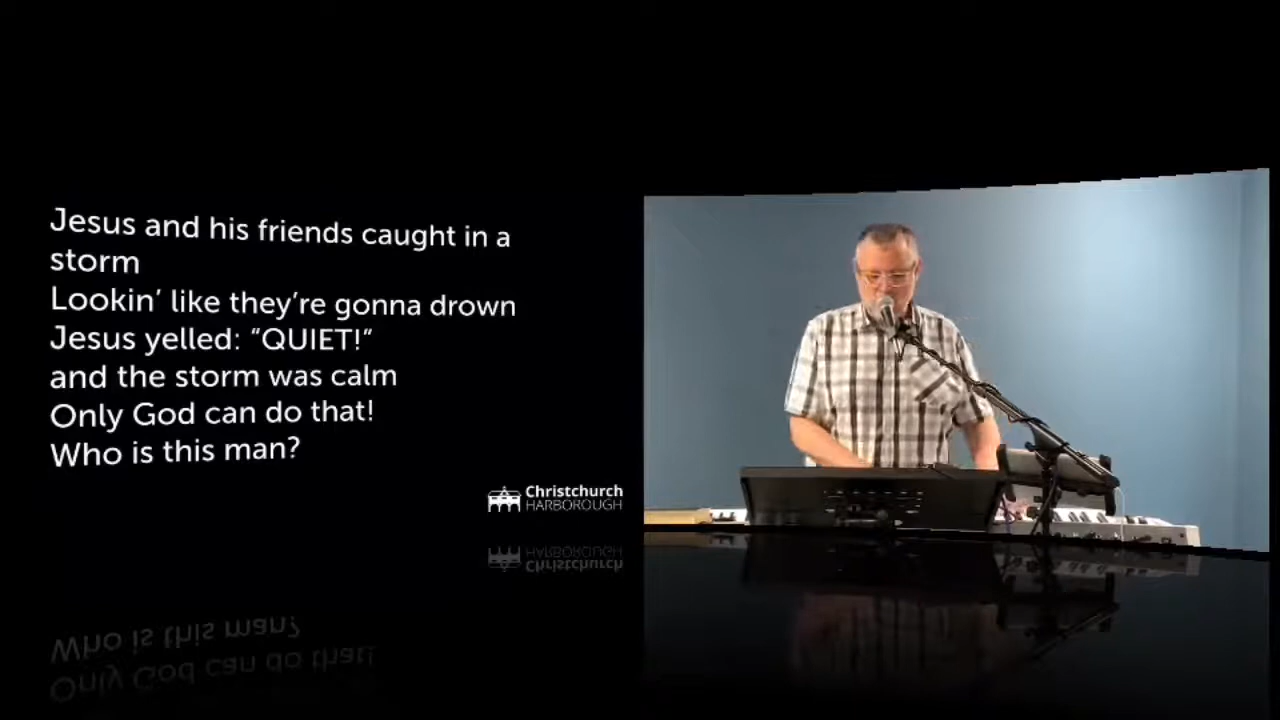 Jesus and his friends caught in a
storm
Lookin’ like they’re gonna drown
Jesus yelled: “QUIET!“
and the storm was calm
Only God can do that!
Who is this man?
Christchurch
HARBOROUGH